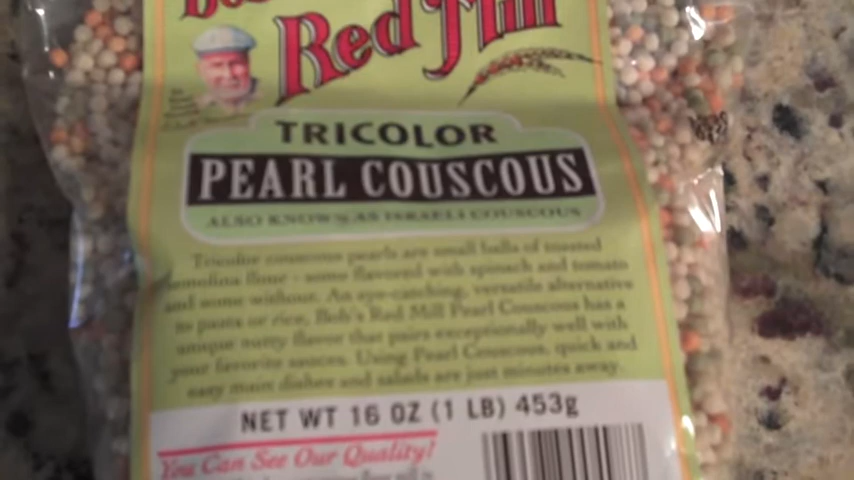 Red Mill
TRICOLOR
PEARL COUSCOUS
ALSO KNOWN AS ISRAELI COUSCOUS
Tricolor couscous pearls are small balls of toasted
semolina flour - some flavored with spinach and tomato
and some without. An eye-catching, versatile alternative
to pasta or rice, Bob's Red Mill Pearl Couscous has a
unique nutty flavor that pairs exceptionally well with
your favorite sauces. Using Pearl Couscous, quick and
easy main dishes and salads are just minutes away.
NET WT 16 OZ (1 LB) 453g
You Can See Our Quality!